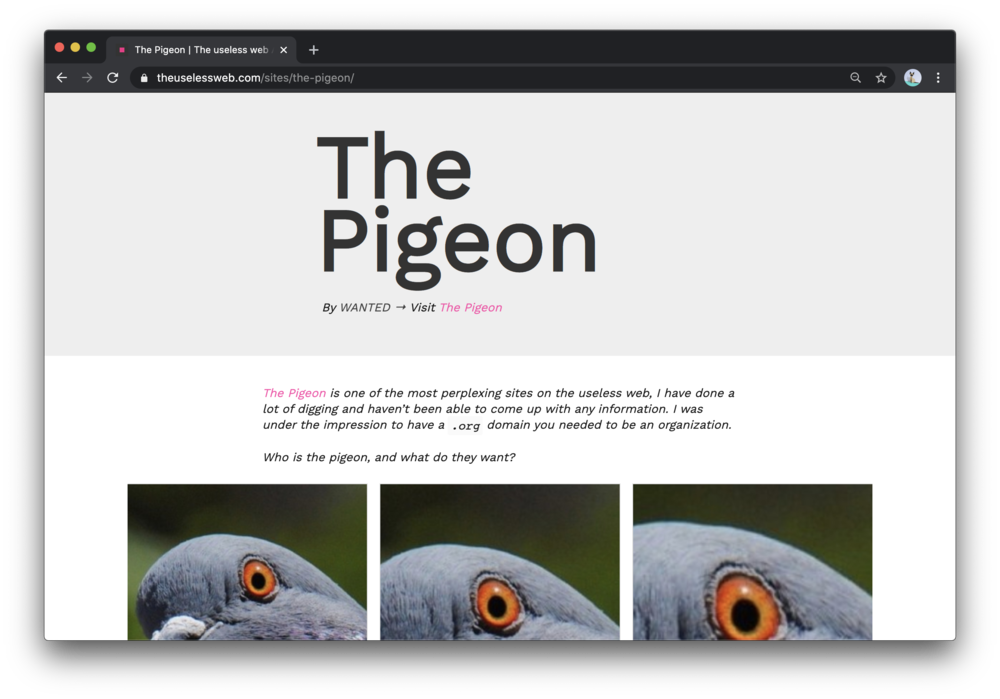 The Pigeon | The useless web
theuselessweb.com/sites/the-pigeon/
The
Pigeon
By WANTED → Visit The Pigeon
The Pigeon is one of the most perplexing sites on the useless web, I have done a
lot of digging and haven’t been able to come up with any information. I was
under the impression to have a .org domain you needed to be an organization.
Who is the pigeon, and what do they want?